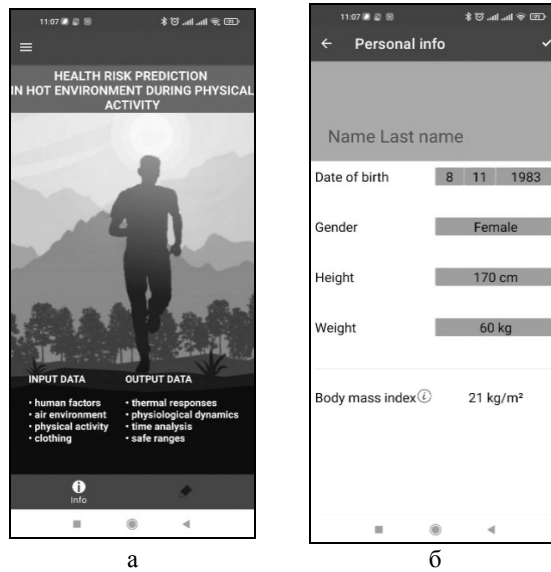 11:07
HEALTH RISK PREDICTION
IN HOT ENVIRONMENT DURING PHYSICAL
ACTIVITY
INPUT DATA
• human factors
• air environment
• physical activity
• clothing
OUTPUT DATA
• thermal responses
• physiological dynamics
• time analysis
• safe ranges
Info
а
11:07
Personal info
Name Last name
Date of birth 8 11 1983
Gender Female
Height 170 cm
Weight 60 kg
Body mass index 21 kg/m²
б